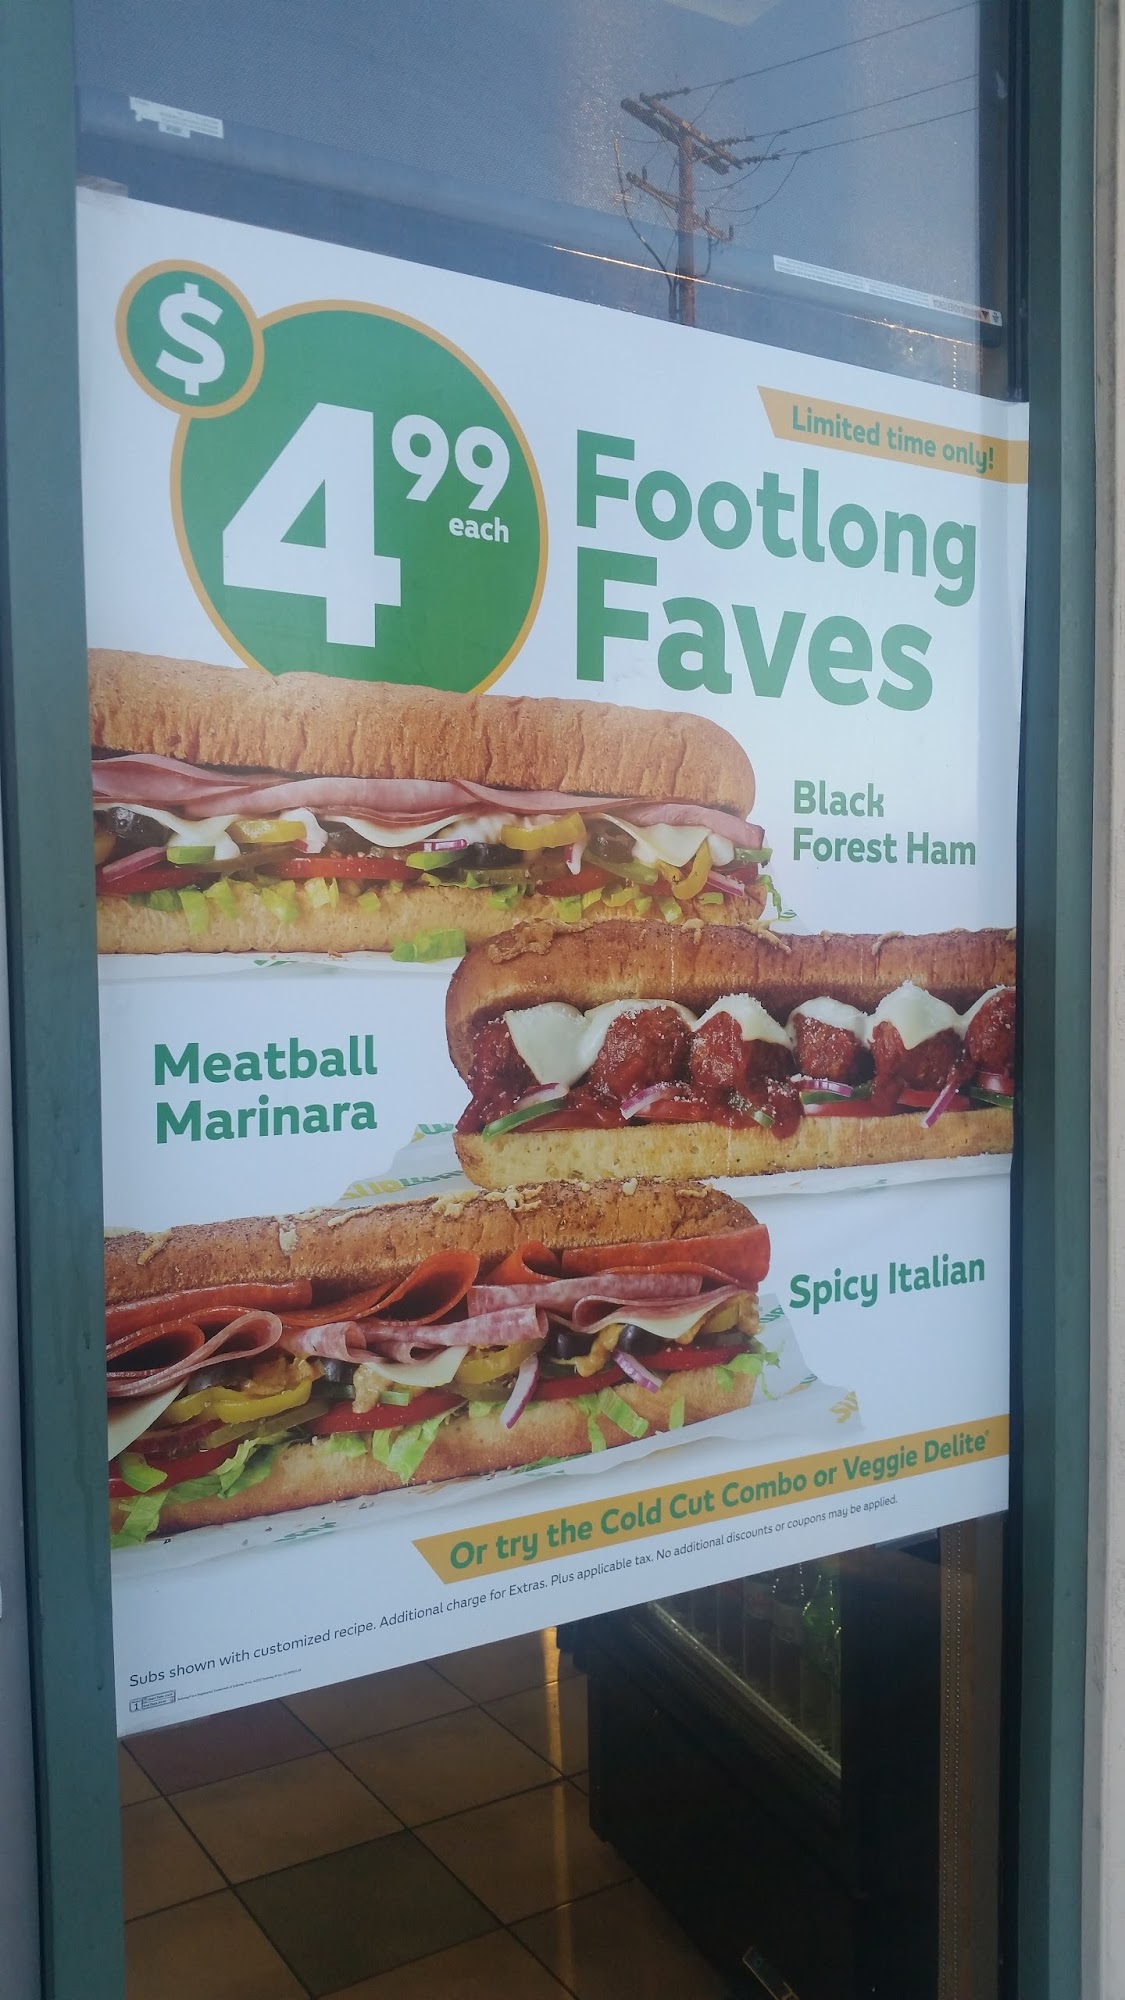 $4.99
each
Limited time only!
Footlong
Faves
Black
Forest Ham
Meatball
Marinara
Spicy Italian
Or try the Cold Cut Combo or Veggie Delite®
Subs shown with customized recipe. Additional charge for Extras. Plus applicable tax. No additional discounts or coupons may be applied.